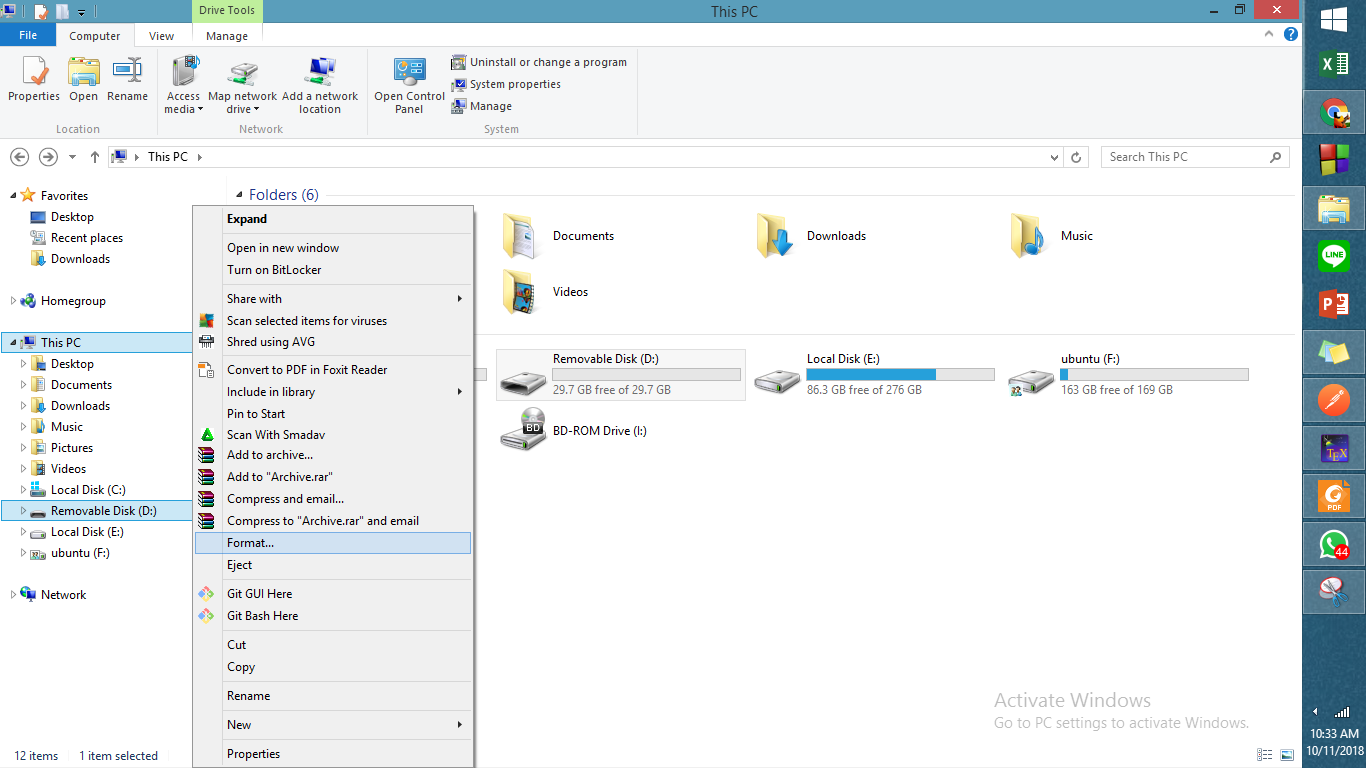 Drive Tools
This PC
File
Computer
View
Manage
Properties
Open
Rename
Access media
Map network drive
Add a network location
Open Control Panel
Uninstall or change a program
System properties
Manage
Location
Network
System
This PC
Search This PC
Favorites
Desktop
Recent places
Downloads
Homegroup
This PC
Desktop
Documents
Downloads
Music
Pictures
Videos
Local Disk (C:)
Removable Disk (D:)
Local Disk (E:)
ubuntu (F:)
Network
Folders (6)
Expand
Open in new window
Turn on BitLocker
Share with
Scan selected items for viruses
Shred using AVG
Convert to PDF in Foxit Reader
Include in library
Pin to Start
Scan With Smadav
Add to archive...
Add to "Archive.rar"
Compress and email...
Compress to "Archive.rar" and email
Format...
Eject
Git GUI Here
Git Bash Here
Cut
Copy
Rename
New
Properties
Documents
Downloads
Music
Videos
Removable Disk (D:)
29.7 GB free of 29.7 GB
Local Disk (E:)
86.3 GB free of 276 GB
ubuntu (F:)
163 GB free of 169 GB
BD
BD-ROM Drive (I:)
Activate Windows
Go to PC settings to activate Windows.
12 items
1 item selected
LINE
TEX
PDF
44
10:33 AM
10/11/2018